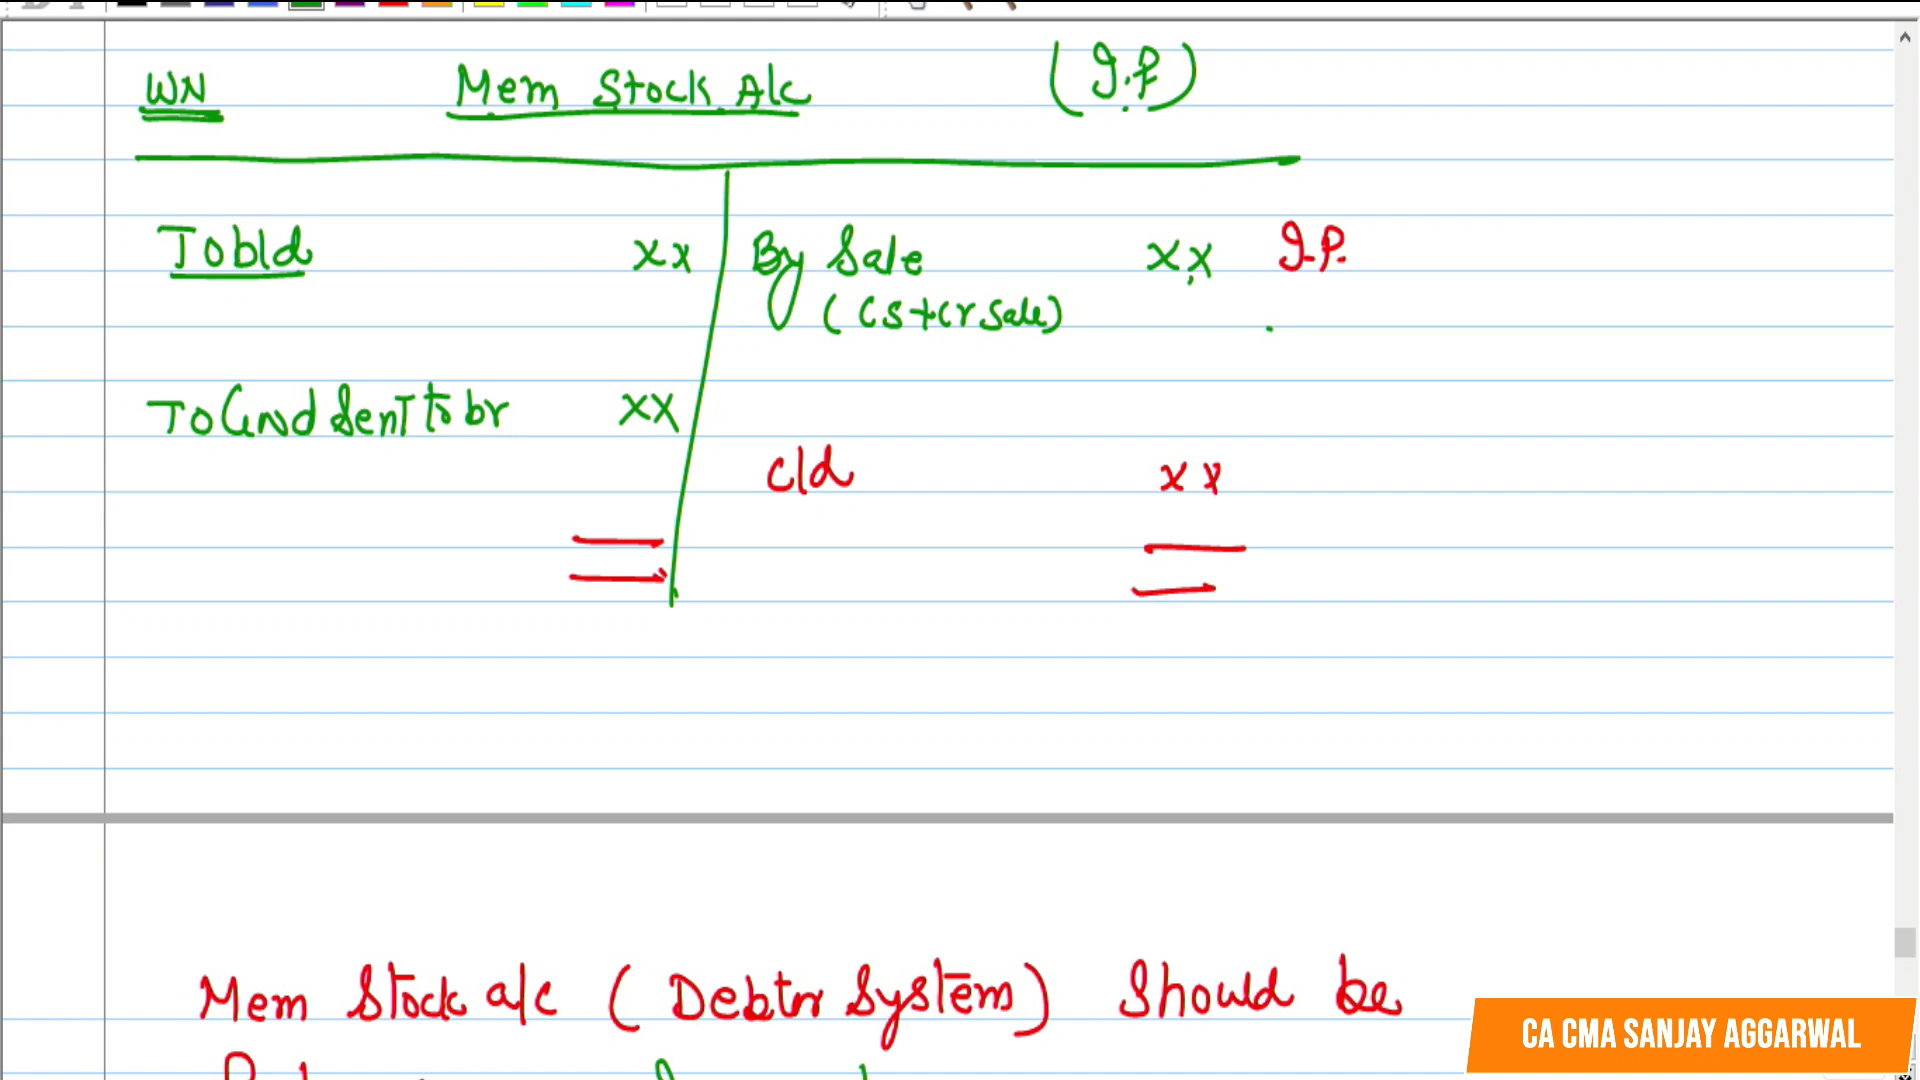 WN Mem Stock A/c (I.P)
To b/d xx By Sale xx I.P.
(CS+Cr Sale)
To Gnd Sent to br xx
c/d xx
Mem Stock a/c (Debtor System) Should be
CA CMA SANJAY AGGARWAL